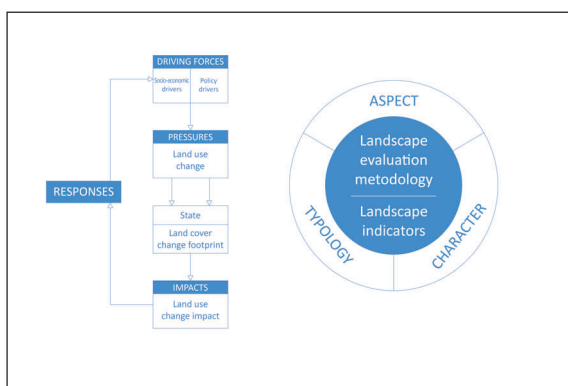 DRIVING FORCES
Socio-economic
drivers
Policy
drivers
PRESSURES
Land use
change
RESPONSES
State
Land cover
change footprint
IMPACTS
Land use
change impact
ASPECT
Landscape
evaluation
methodology
Landscape
indicators
TYPOLOGY
CHARACTER